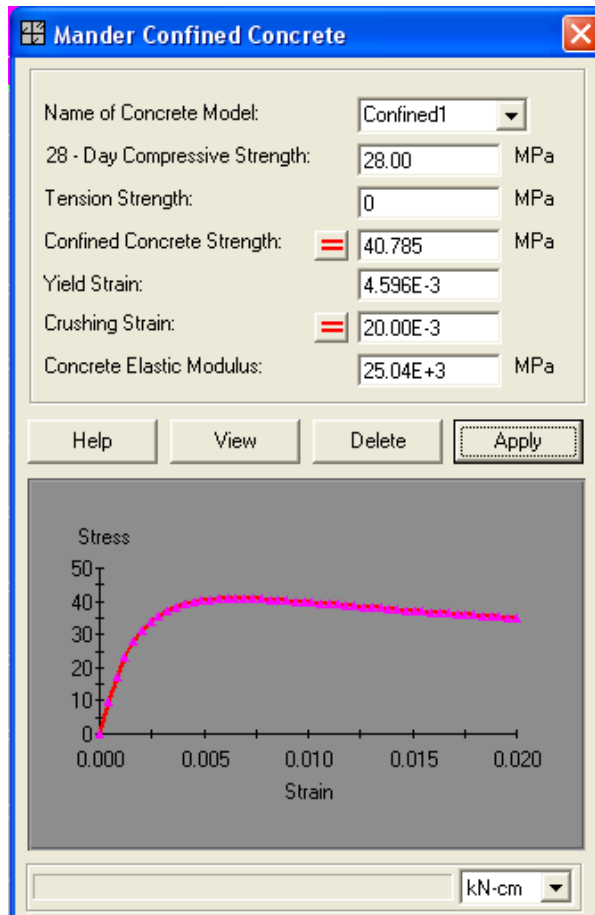 Mander Confined Concrete
Name of Concrete Model: Confined1
28 - Day Compressive Strength: 28.00 MPa
Tension Strength: 0 MPa
Confined Concrete Strength: = 40.785 MPa
Yield Strain: 4.596E-3
Crushing Strain: = 20.00E-3
Concrete Elastic Modulus: 25.04E+3 MPa
Help View Delete Apply
Stress
50
40
30
20
10
0
0.000 0.005 0.010 0.015 0.020
Strain
kN-cm